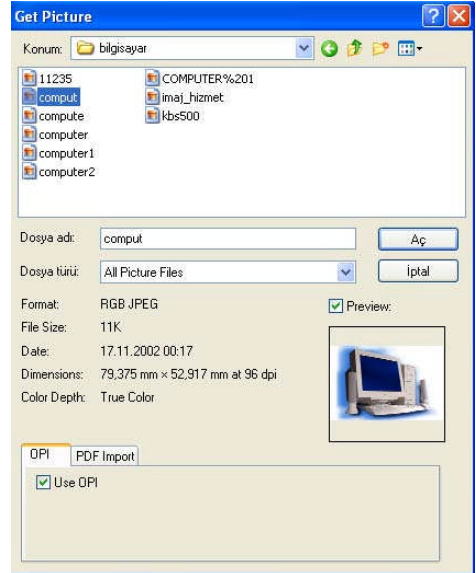 Get Picture
Konum: bilgisayar
11235 COMPUTER%201
comput imaj_hizmet
compute kbs500
computer
computer1
computer2
Dosya adı: comput Aç
Dosya türü: All Picture Files İptal
Format: RGB JPEG Preview:
File Size: 11K
Date: 17.11.2002 00:17
Dimensions: 79,375 mm × 52,917 mm at 96 dpi
Color Depth: True Color
OPI PDF Import
Use OPI